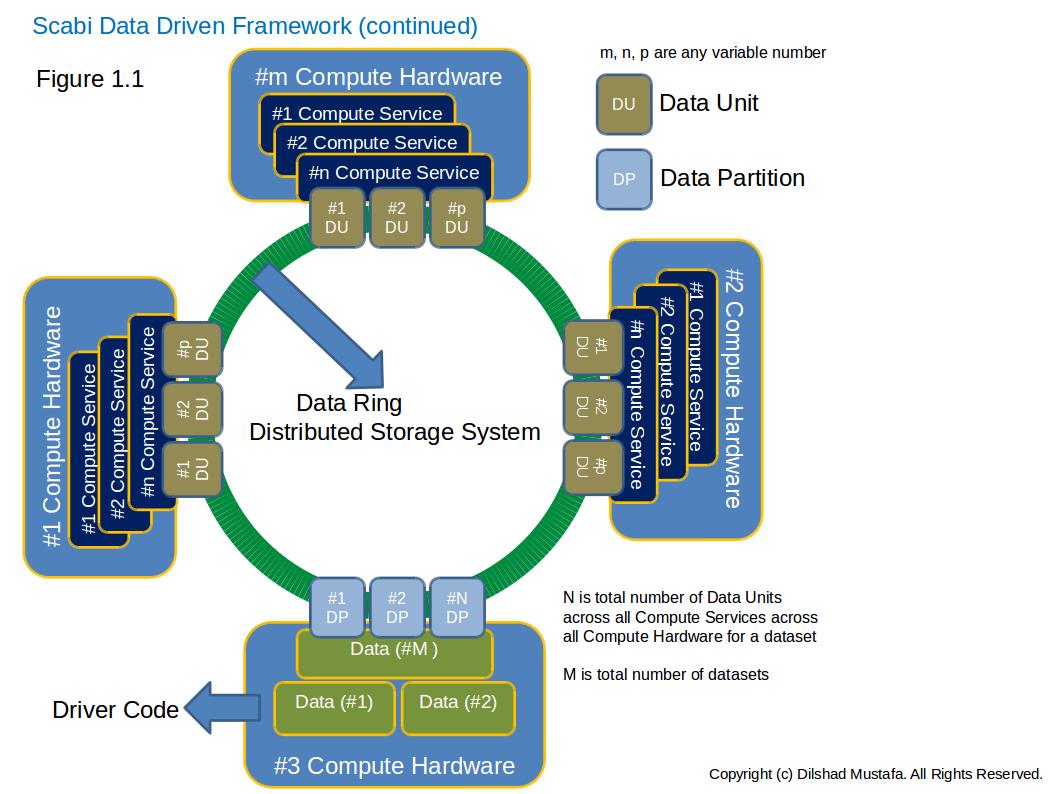 Scabi Data Driven Framework (continued)
Figure 1.1
m, n, p are any variable number
DU
Data Unit
DP
Data Partition
#m Compute Hardware
#1 Compute Service
#2 Compute Service
#n Compute Service
#1
DU
#2
DU
#p
DU
#1 Compute Hardware
#1 Compute Service
#2 Compute Service
#n Compute Service
#p
DU
#2
DU
#1
DU
Data Ring
Distributed Storage System
#1
DU
#2
DU
#p
DU
#n Compute Service
#2 Compute Service
#1 Compute Service
#2 Compute Hardware
#1
DP
#2
DP
#N
DP
Data (#M )
Data (#1)
Data (#2)
#3 Compute Hardware
Driver Code
N is total number of Data Units
across all Compute Services across
all Compute Hardware for a dataset
M is total number of datasets
Copyright (c) Dilshad Mustafa. All Rights Reserved.